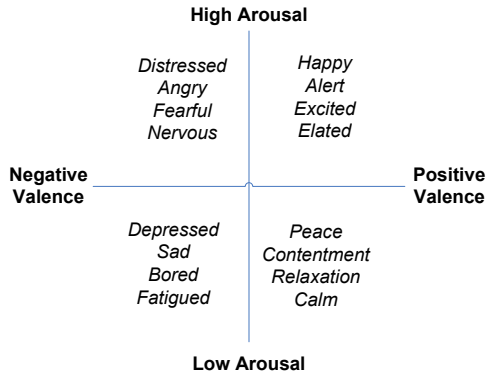 High Arousal
Distressed
Angry
Fearful
Nervous
Happy
Alert
Excited
Elated
Negative
Valence
Positive
Valence
Depressed
Sad
Bored
Fatigued
Peace
Contentment
Relaxation
Calm
Low Arousal